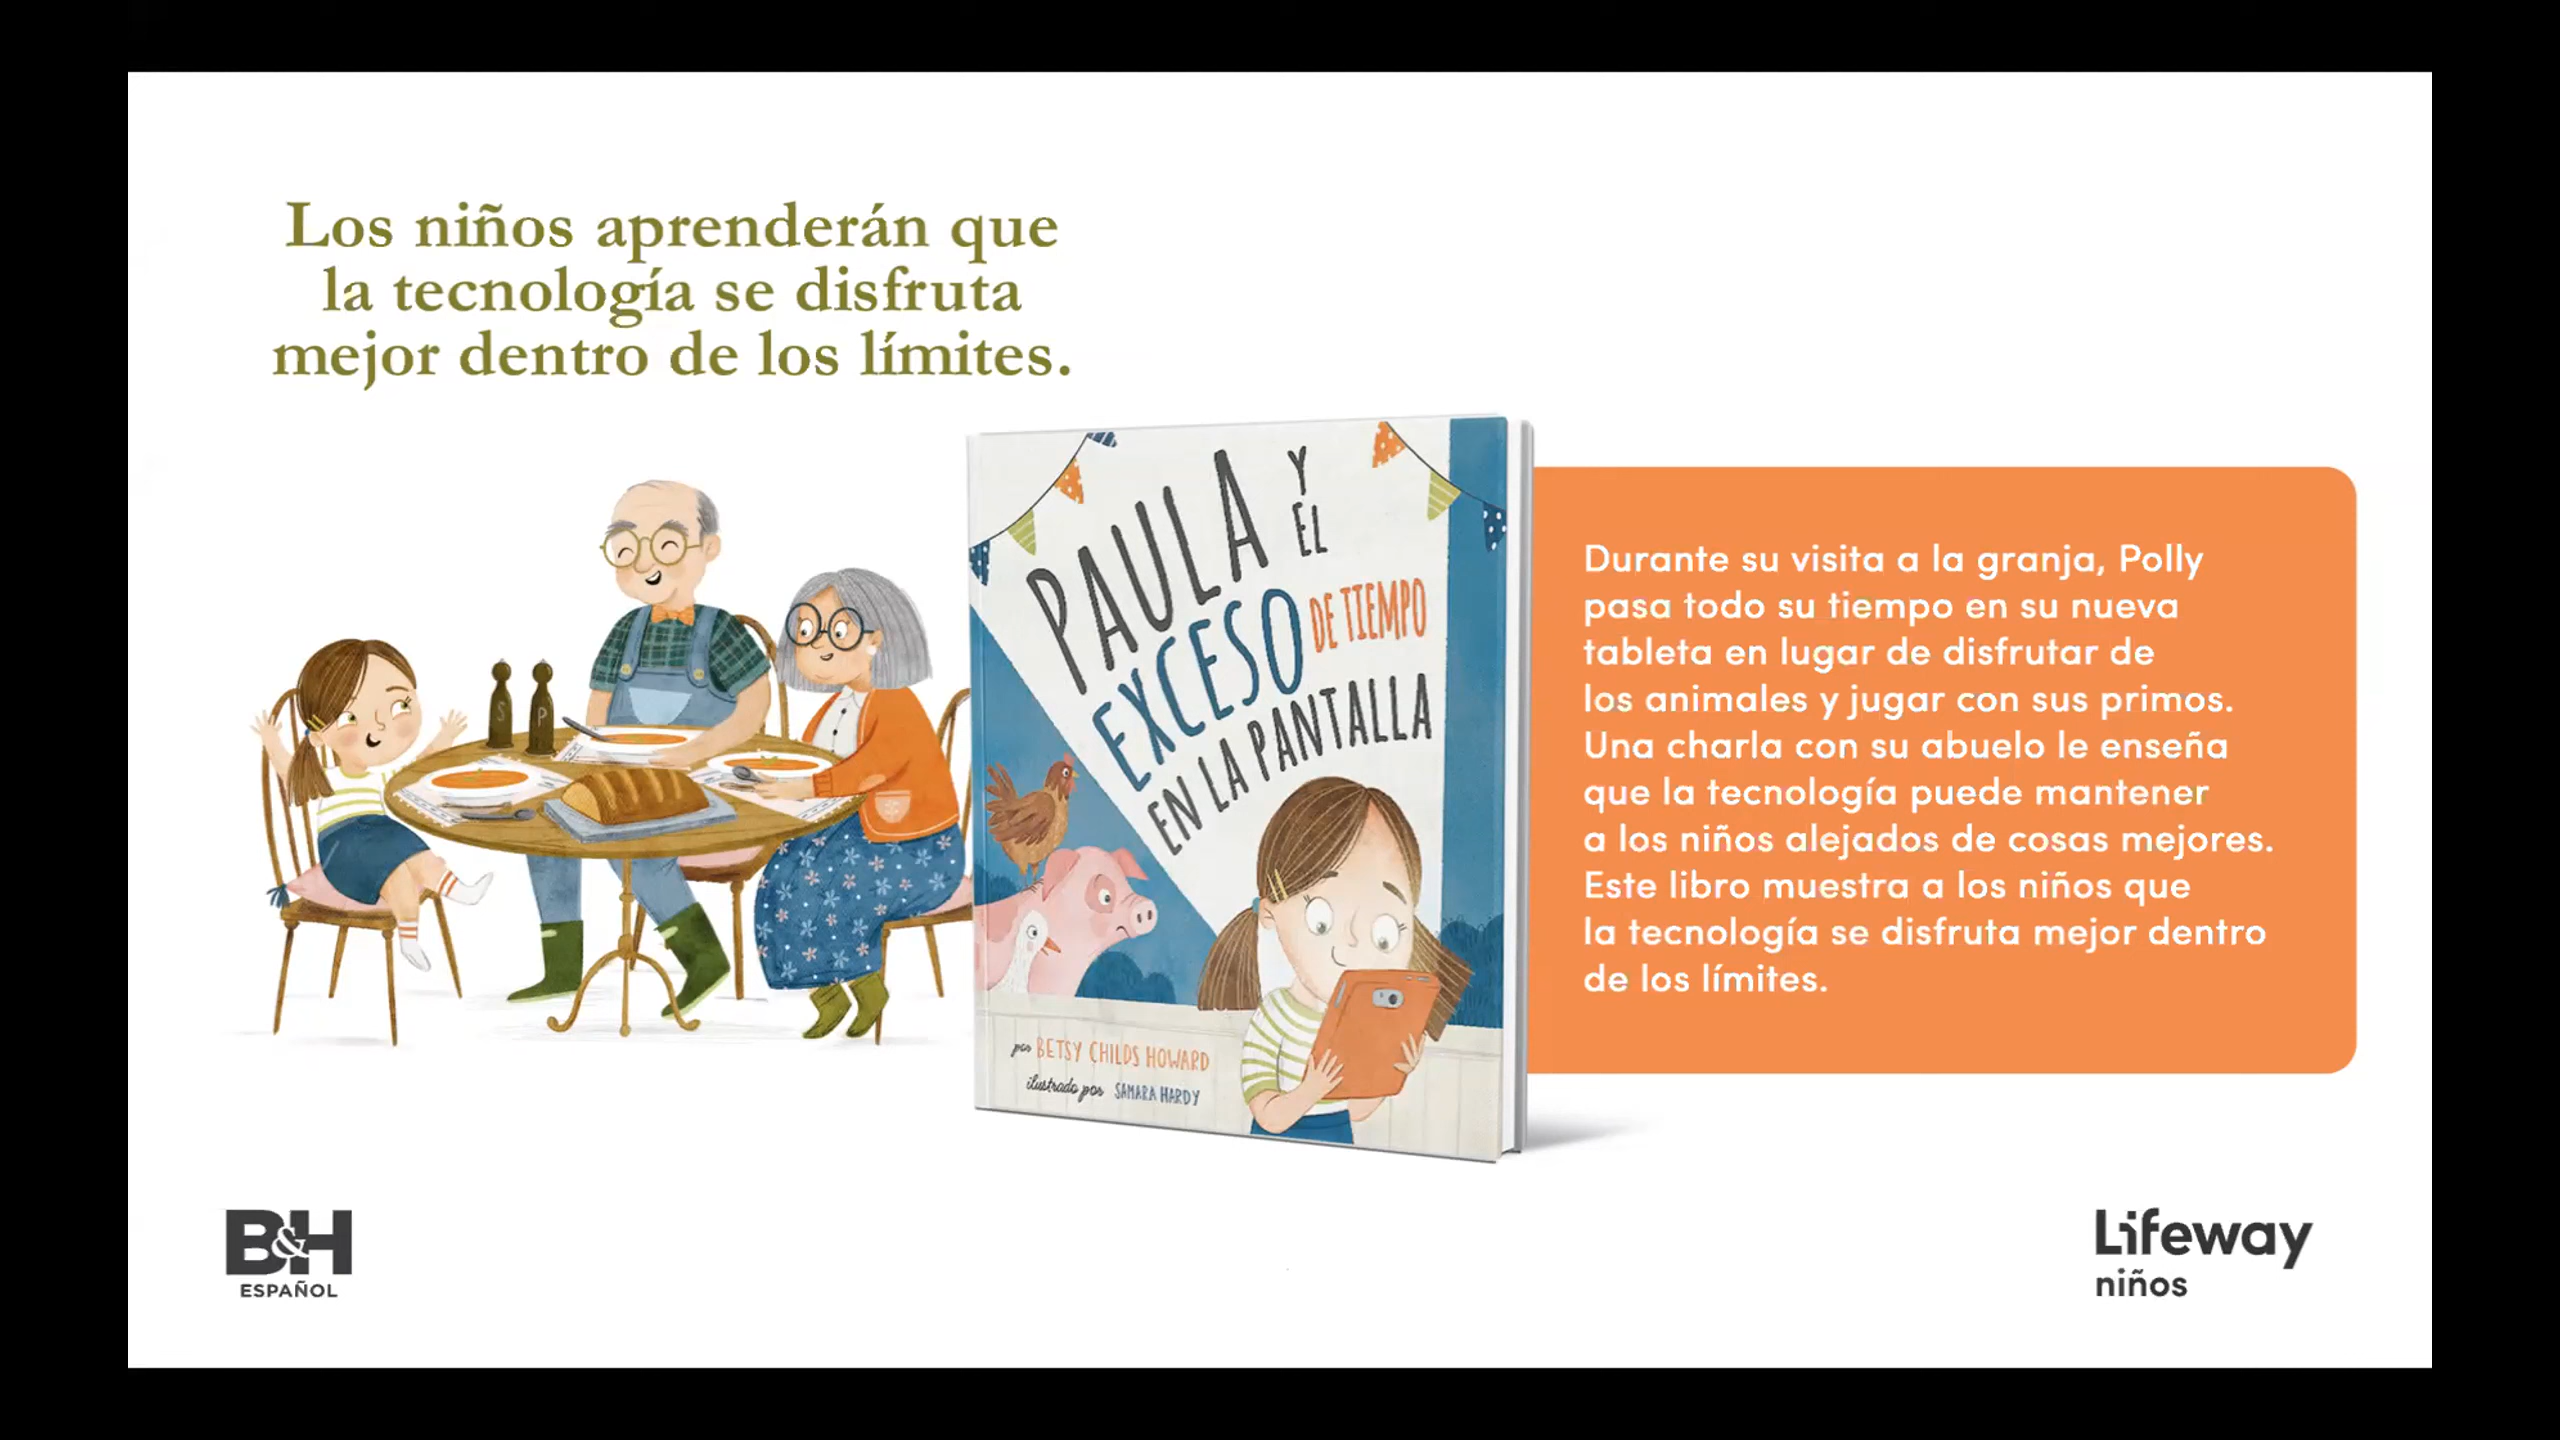 Los niños aprenderán que
la tecnología se disfruta
mejor dentro de los límites.
S
P
PAULA Y EL
EXCESO DE TIEMPO
EN LA PANTALLA
por BETSY CHILDS HOWARD
ilustrado por SAMARA HARDY
Durante su visita a la granja, Polly
pasa todo su tiempo en su nueva
tableta en lugar de disfrutar de
los animales y jugar con sus primos.
Una charla con su abuelo le enseña
que la tecnología puede mantener
a los niños alejados de cosas mejores.
Este libro muestra a los niños que
la tecnología se disfruta mejor dentro
de los límites.
B&H
ESPAÑOL
Lifeway
niños